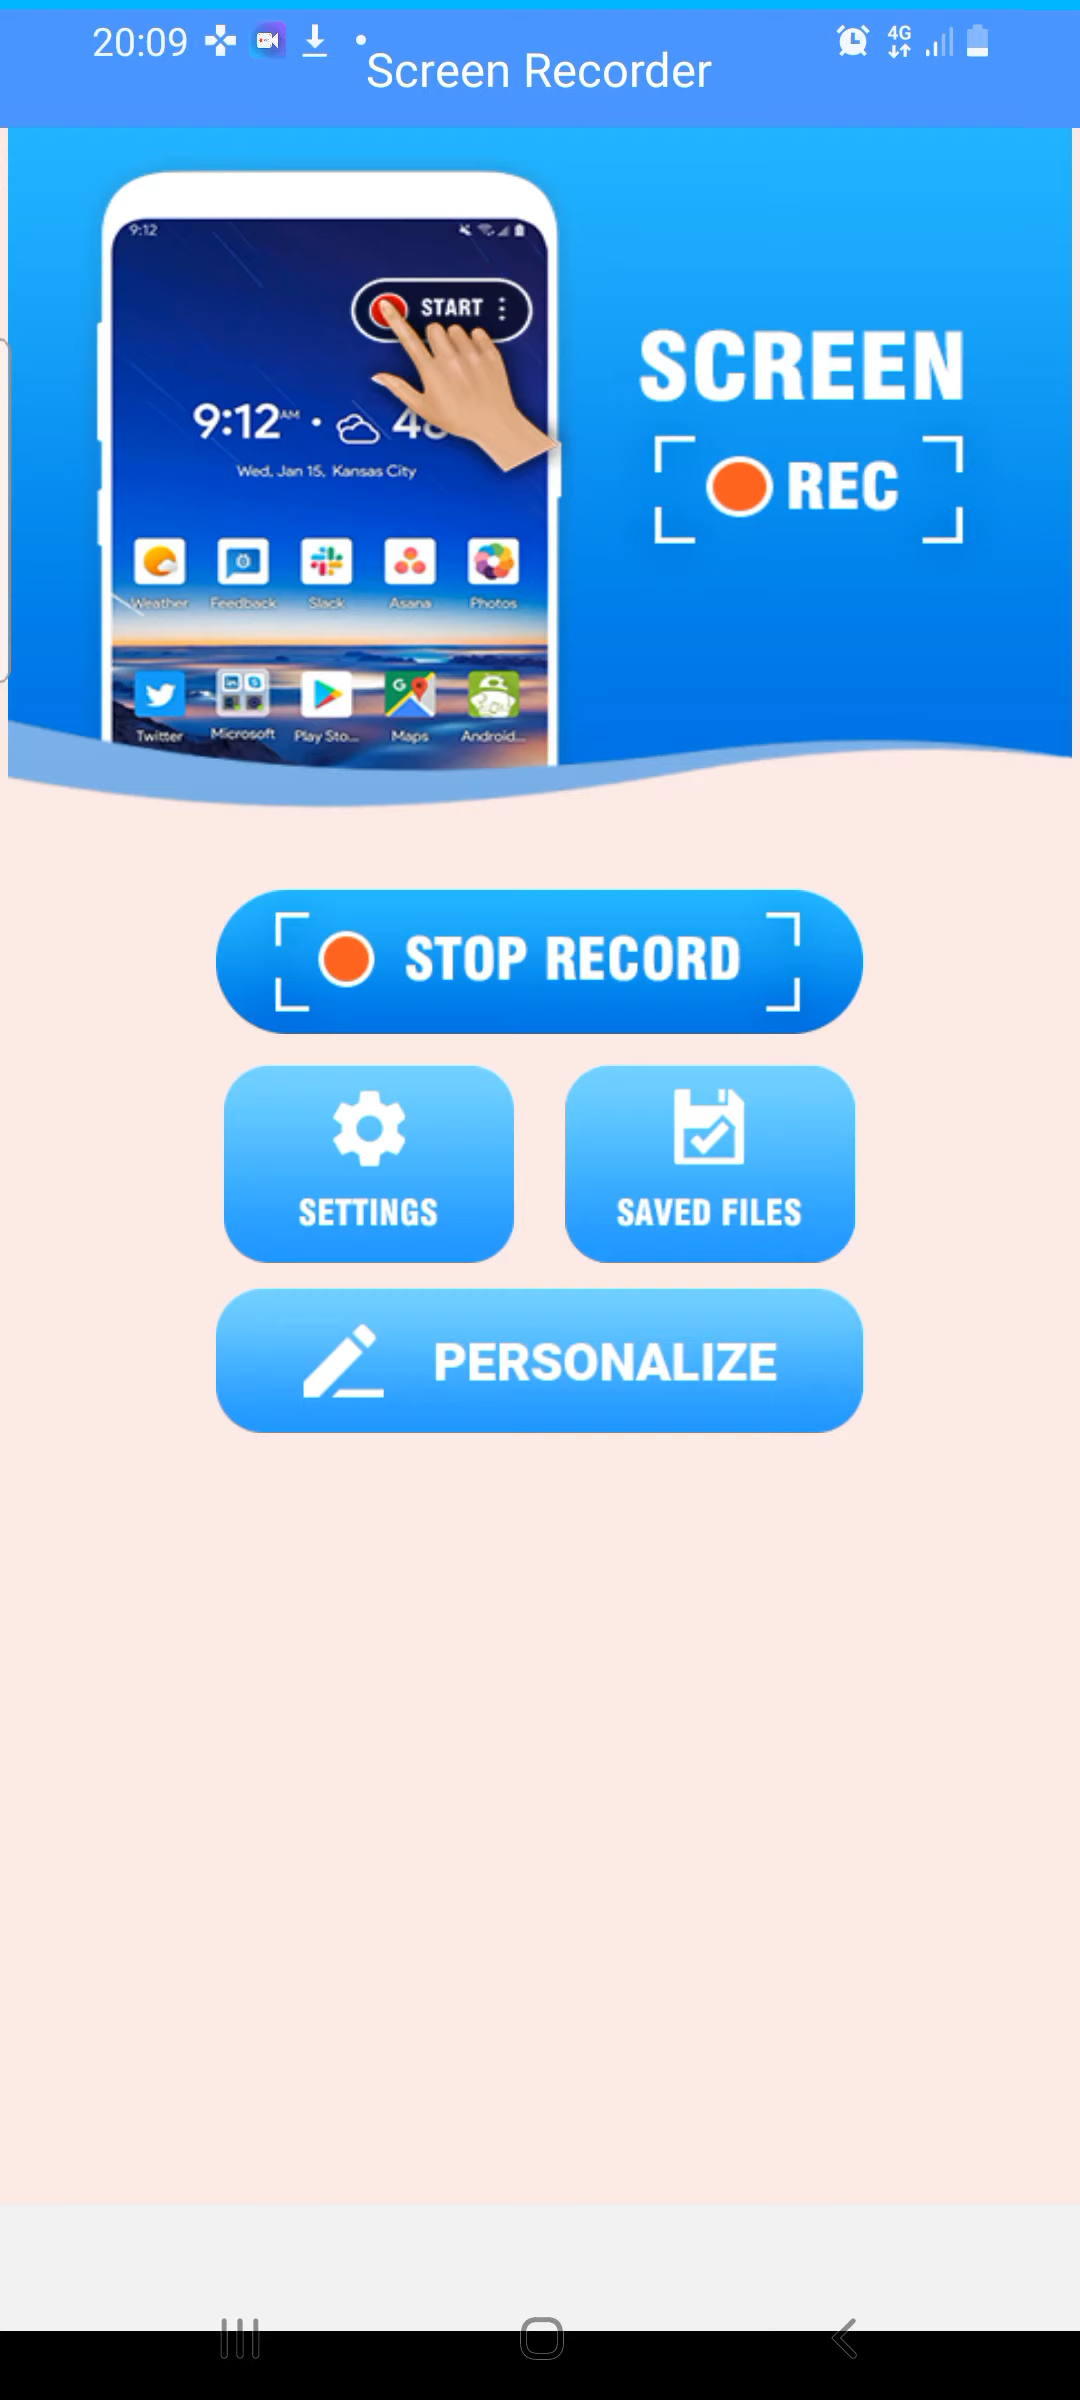 20:09
4G
Screen Recorder
9:12
START
9:12AM
Wed, Jan 15, Kansas City
SCREEN
REC
Weather Feedback Slack Asana Photos
Twitter Microsoft Play Sto... Maps Android...
STOP RECORD
SETTINGS
SAVED FILES
PERSONALIZE